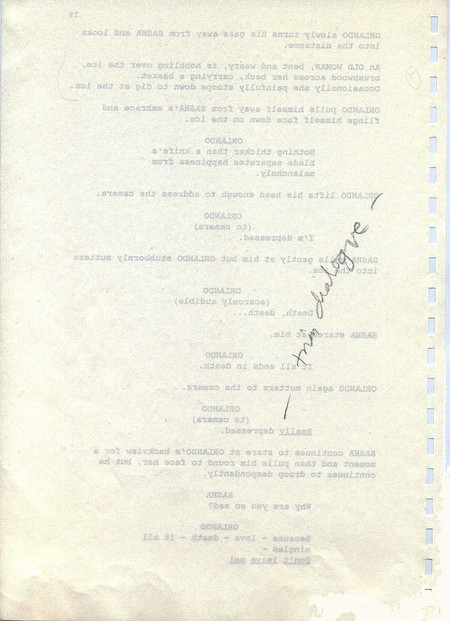 ORLANDO slowly turns his gaze away from SASHA and looks
into the distance.
An OLD WOMAN, bent and weary, is hobbling over the ice,
brushwood across her back, carrying a basket.
Occasionally she painfully stoops down to dig at the ice.
ORLANDO pulls himself away from SASHA's embrace and
flings himself face down on the ice.
ORLANDO
Nothing thicker than a knife's
blade separates happiness from
melancholy.
ORLANDO lifts his head enough to address the camera.
ORLANDO
(to camera)
I'm depressed.
SASHA pulls gently at him but ORLANDO stubbornly mutters
into the ice.
ORLANDO
(scarcely audible)
Death, death...
SASHA stares at him.
ORLANDO
It all ends in death.
ORLANDO again mutters to the camera.
ORLANDO
(to camera)
Really depressed.
SASHA continues to stare at ORLANDO's backview for a
moment and then pulls him round to face her, but he
continues to droop despondently.
SASHA
Why are you so sad?
ORLANDO
Because - love - death - it all
mingles -
Don't leave me!
— trim dialogue —